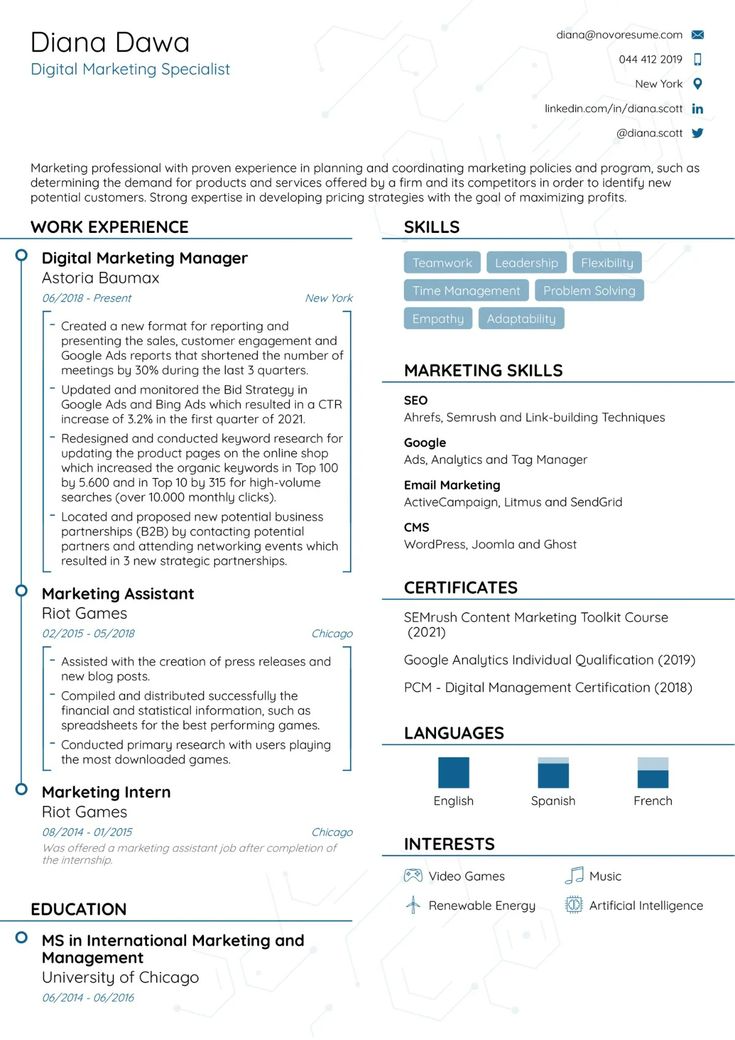 Diana Dawa
Digital Marketing Specialist
diana@novoresume.com
044 412 2019
New York
linkedin.com/in/diana.scott
@diana.scott
Marketing professional with proven experience in planning and coordinating marketing policies and program, such as
determining the demand for products and services offered by a firm and its competitors in order to identify new
potential customers. Strong expertise in developing pricing strategies with the goal of maximizing profits.
WORK EXPERIENCE
Digital Marketing Manager
Astoria Baumax
06/2018 - Present
New York
- Created a new format for reporting and
presenting the sales, customer engagement and
Google Ads reports that shortened the number of
meetings by 30% during the last 3 quarters.
- Updated and monitored the Bid Strategy in
Google Ads and Bing Ads which resulted in a CTR
increase of 3.2% in the first quarter of 2021.
- Redesigned and conducted keyword research for
updating the product pages on the online shop
which increased the organic keywords in Top 100
by 5.600 and in Top 10 by 315 for high-volume
searches (over 10.000 monthly clicks).
- Located and proposed new potential business
partnerships (B2B) by contacting potential
partners and attending networking events which
resulted in 3 new strategic partnerships.
Marketing Assistant
Riot Games
02/2015 - 05/2018
Chicago
- Assisted with the creation of press releases and
new blog posts.
- Compiled and distributed successfully the
financial and statistical information, such as
spreadsheets for the best performing games.
- Conducted primary research with users playing
the most downloaded games.
Marketing Intern
Riot Games
08/2014 - 01/2015
Chicago
Was offered a marketing assistant job after completion of
the internship.
EDUCATION
MS in International Marketing and
Management
University of Chicago
06/2014 - 06/2016
SKILLS
Teamwork
Leadership
Flexibility
Time Management
Problem Solving
Empathy
Adaptability
MARKETING SKILLS
SEO
Ahrefs, Semrush and Link-building Techniques
Google
Ads, Analytics and Tag Manager
Email Marketing
ActiveCampaign, Litmus and SendGrid
CMS
WordPress, Joomla and Ghost
CERTIFICATES
SEMrush Content Marketing Toolkit Course
(2021)
Google Analytics Individual Qualification (2019)
PCM - Digital Management Certification (2018)
LANGUAGES
English
Spanish
French
INTERESTS
Video Games
Music
Renewable Energy
Artificial Intelligence